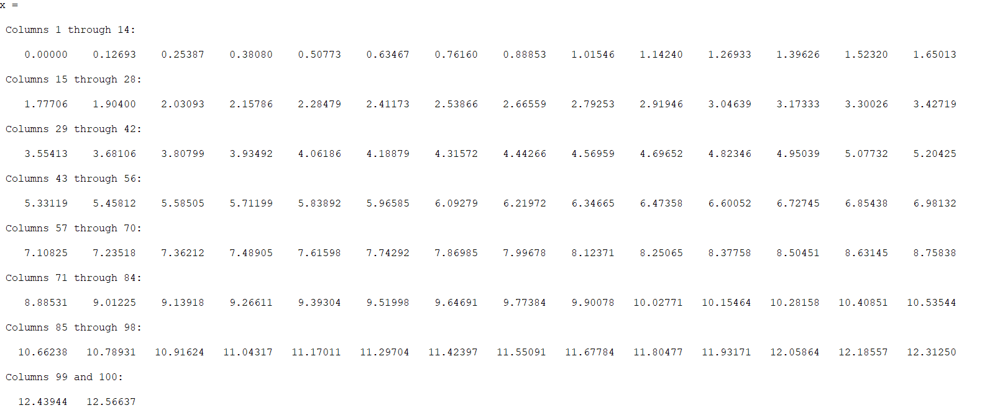 x =
Columns 1 through 14:
0.00000 0.12693 0.25387 0.38080 0.50773 0.63467 0.76160 0.88853 1.01546 1.14240 1.26933 1.39626 1.52320 1.65013
Columns 15 through 28:
1.77706 1.90400 2.03093 2.15786 2.28479 2.41173 2.53866 2.66559 2.79253 2.91946 3.04639 3.17333 3.30026 3.42719
Columns 29 through 42:
3.55413 3.68106 3.80799 3.93492 4.06186 4.18879 4.31572 4.44266 4.56959 4.69652 4.82346 4.95039 5.07732 5.20425
Columns 43 through 56:
5.33119 5.45812 5.58505 5.71199 5.83892 5.96585 6.09279 6.21972 6.34665 6.47358 6.60052 6.72745 6.85438 6.98132
Columns 57 through 70:
7.10825 7.23518 7.36212 7.48905 7.61598 7.74292 7.86985 7.99678 8.12371 8.25065 8.37758 8.50451 8.63145 8.75838
Columns 71 through 84:
8.88531 9.01225 9.13918 9.26611 9.39304 9.51998 9.64691 9.77384 9.90078 10.02771 10.15464 10.28158 10.40851 10.53544
Columns 85 through 98:
10.66238 10.78931 10.91624 11.04317 11.17011 11.29704 11.42397 11.55091 11.67784 11.80477 11.93171 12.05864 12.18557 12.31250
Columns 99 and 100:
12.43944 12.56637